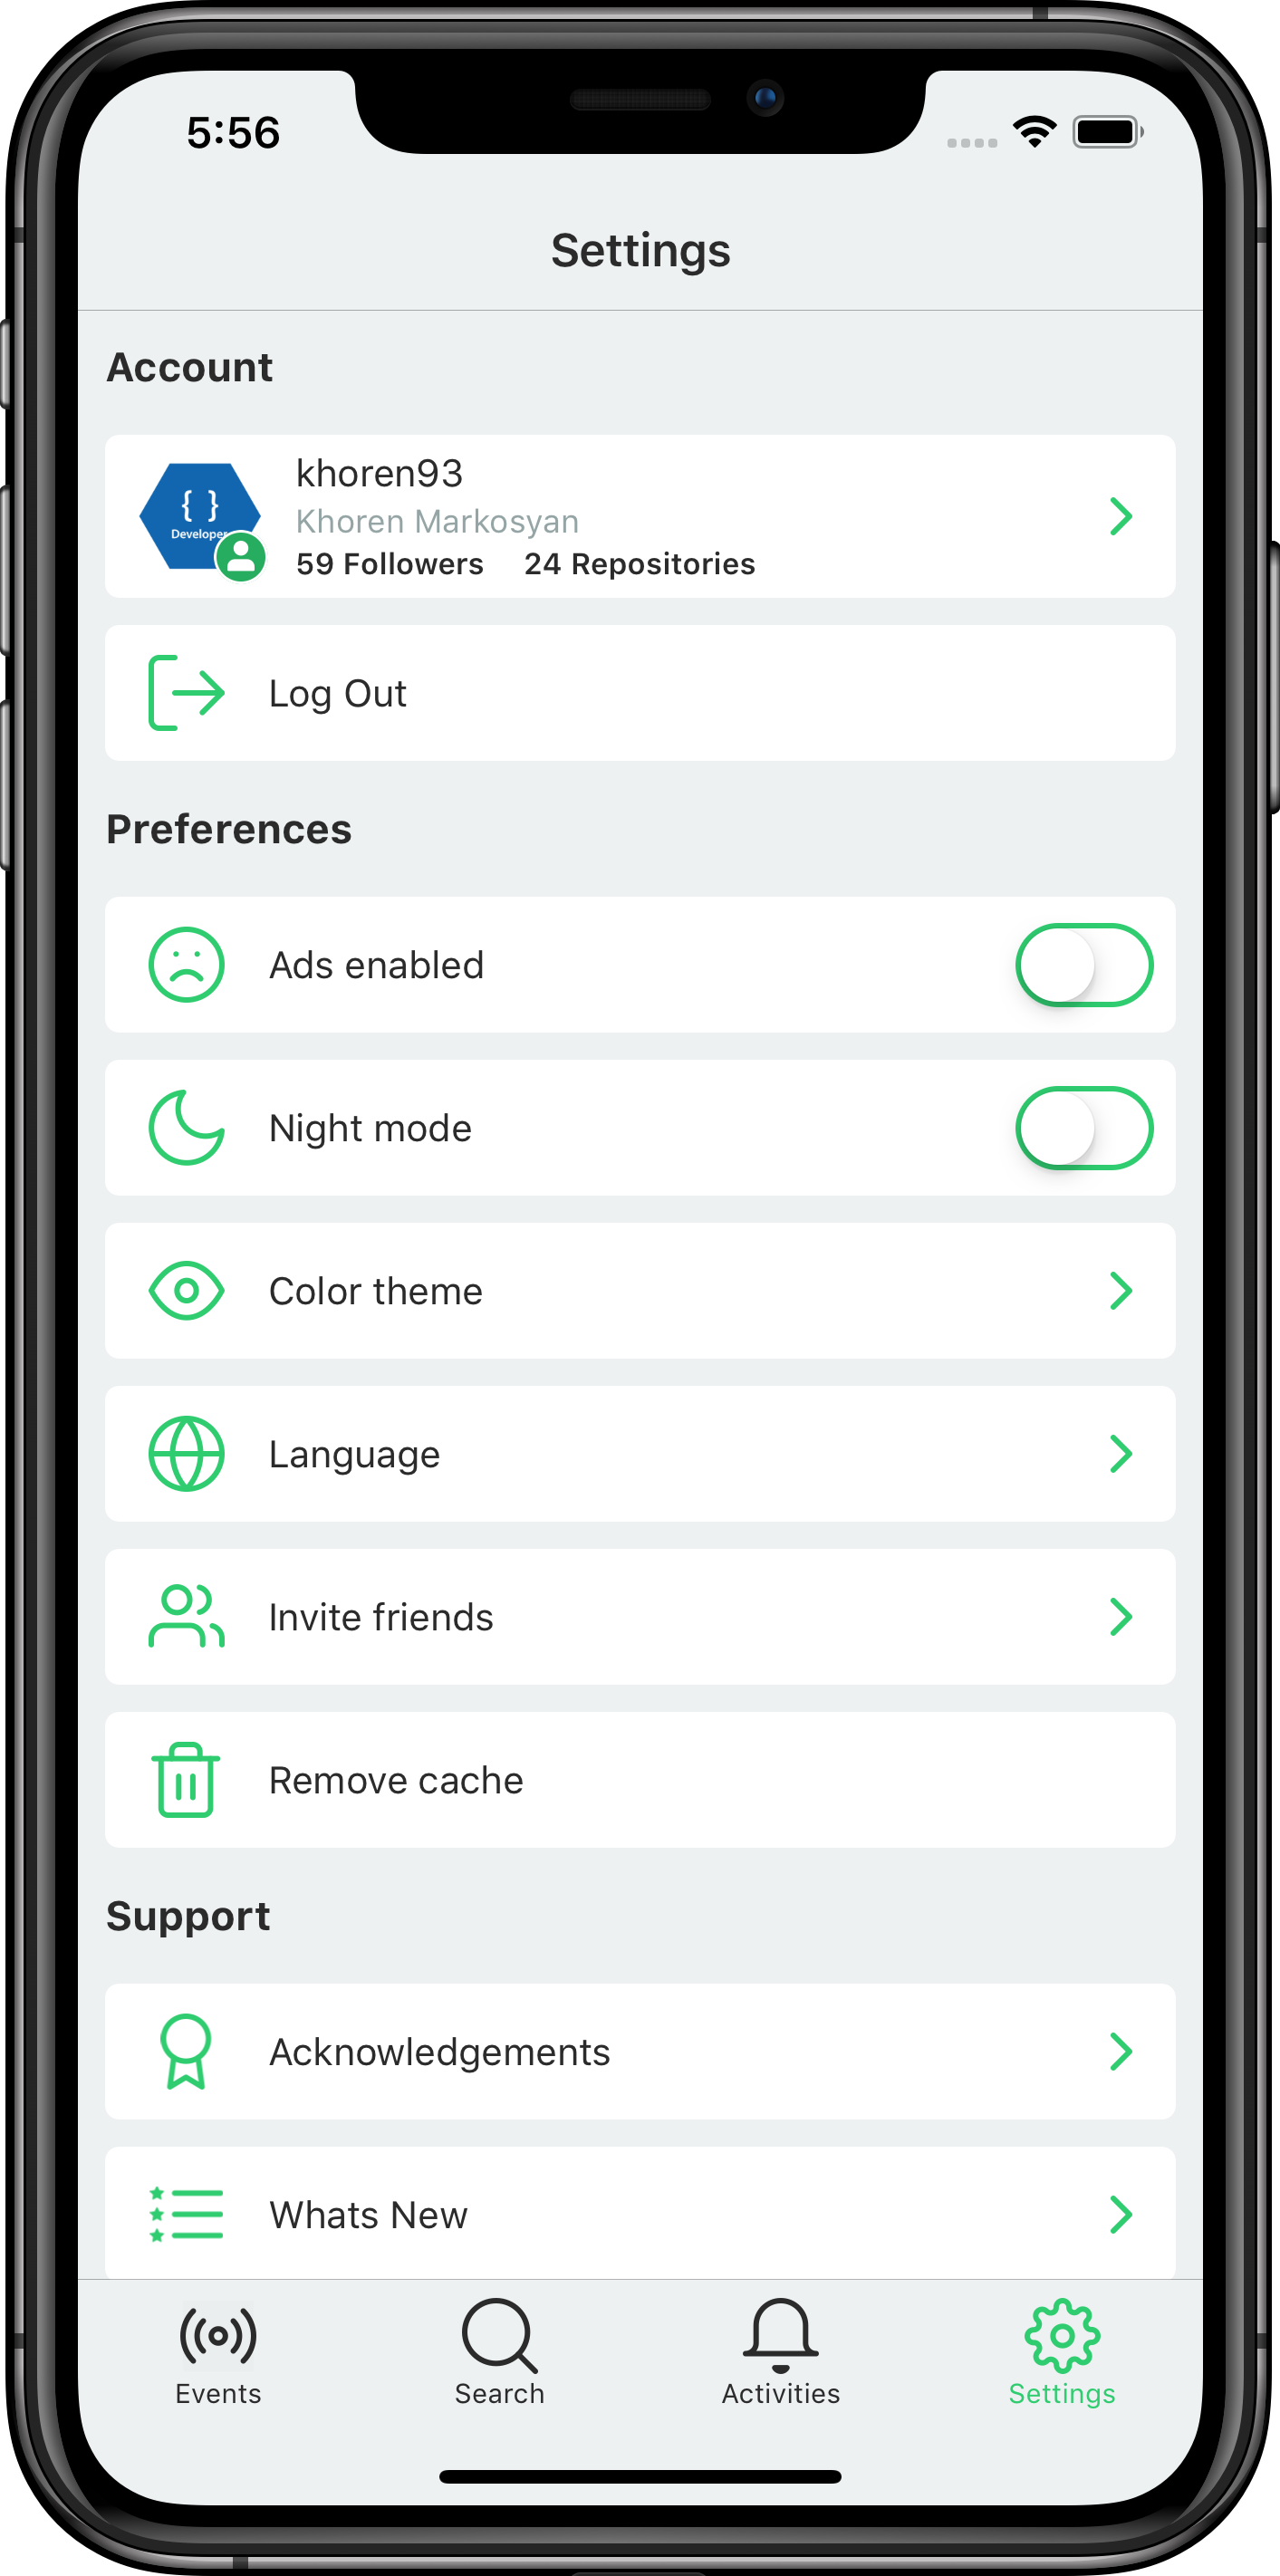 5:56
Settings
Account
{ }
Developer
khoren93
Khoren Markosyan
59 Followers 24 Repositories
Log Out
Preferences
Ads enabled
Night mode
Color theme
Language
Invite friends
Remove cache
Support
Acknowledgements
Whats New
Events Search Activities Settings